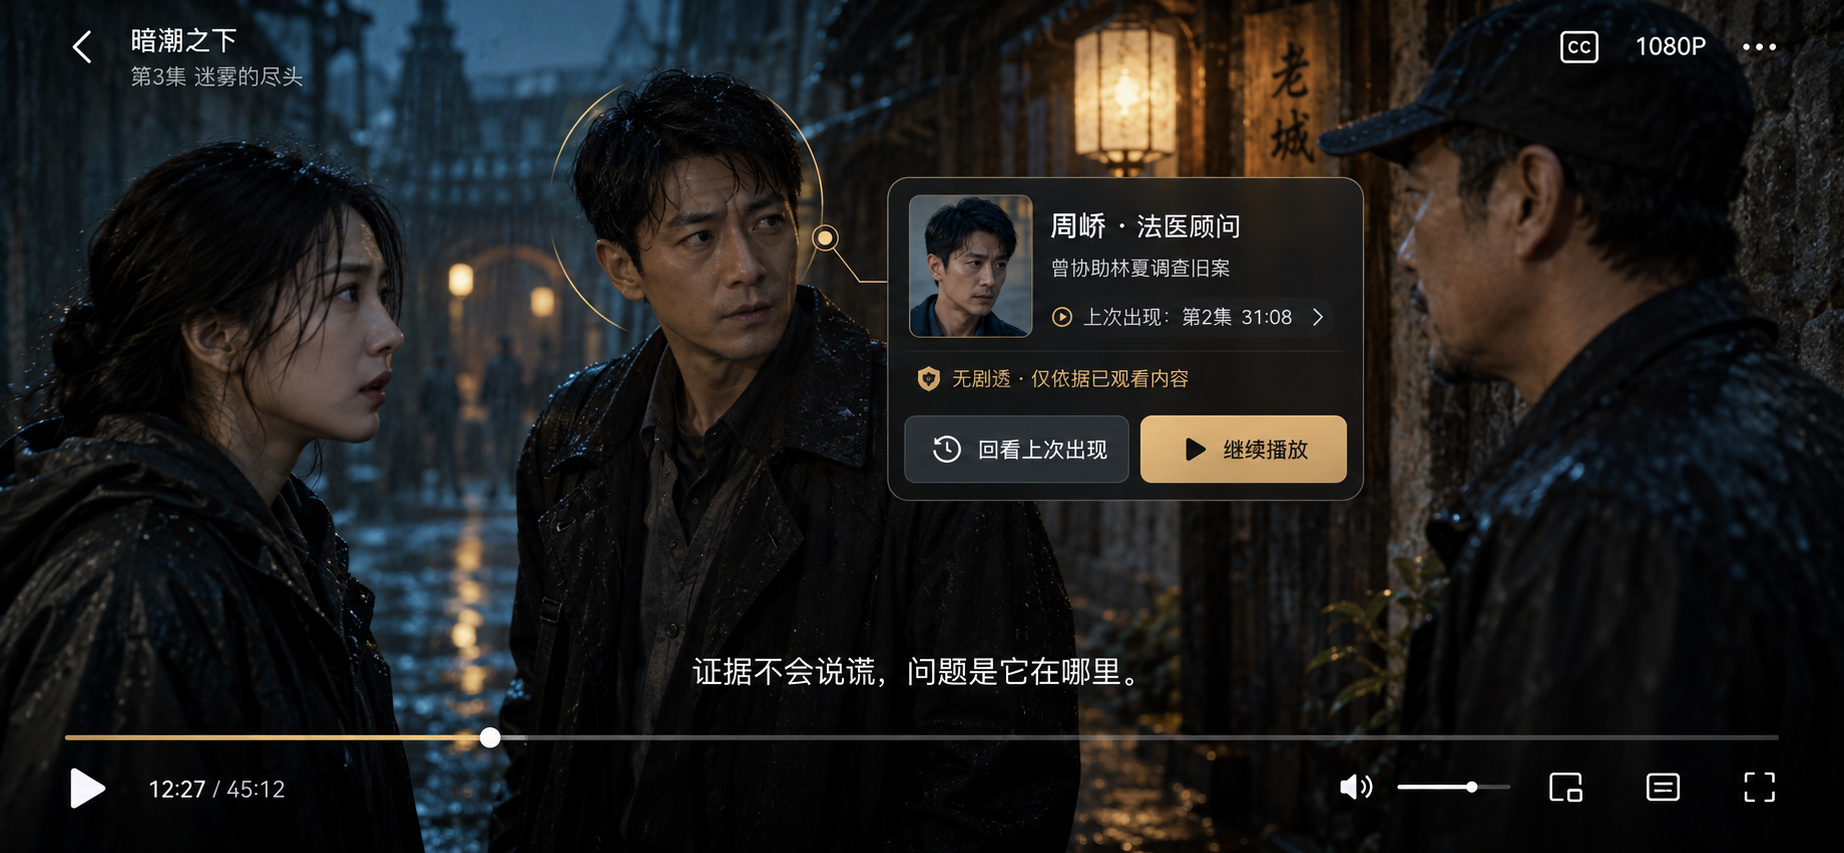 暗潮之下
第3集 迷雾的尽头
CC
1080P
老城
周峤 · 法医顾问
曾协助林夏调查旧案
上次出现：第2集 31:08
无剧透 · 仅依据已观看内容
回看上次出现
继续播放
证据不会说谎，问题是它在哪里。
12:27 / 45:12